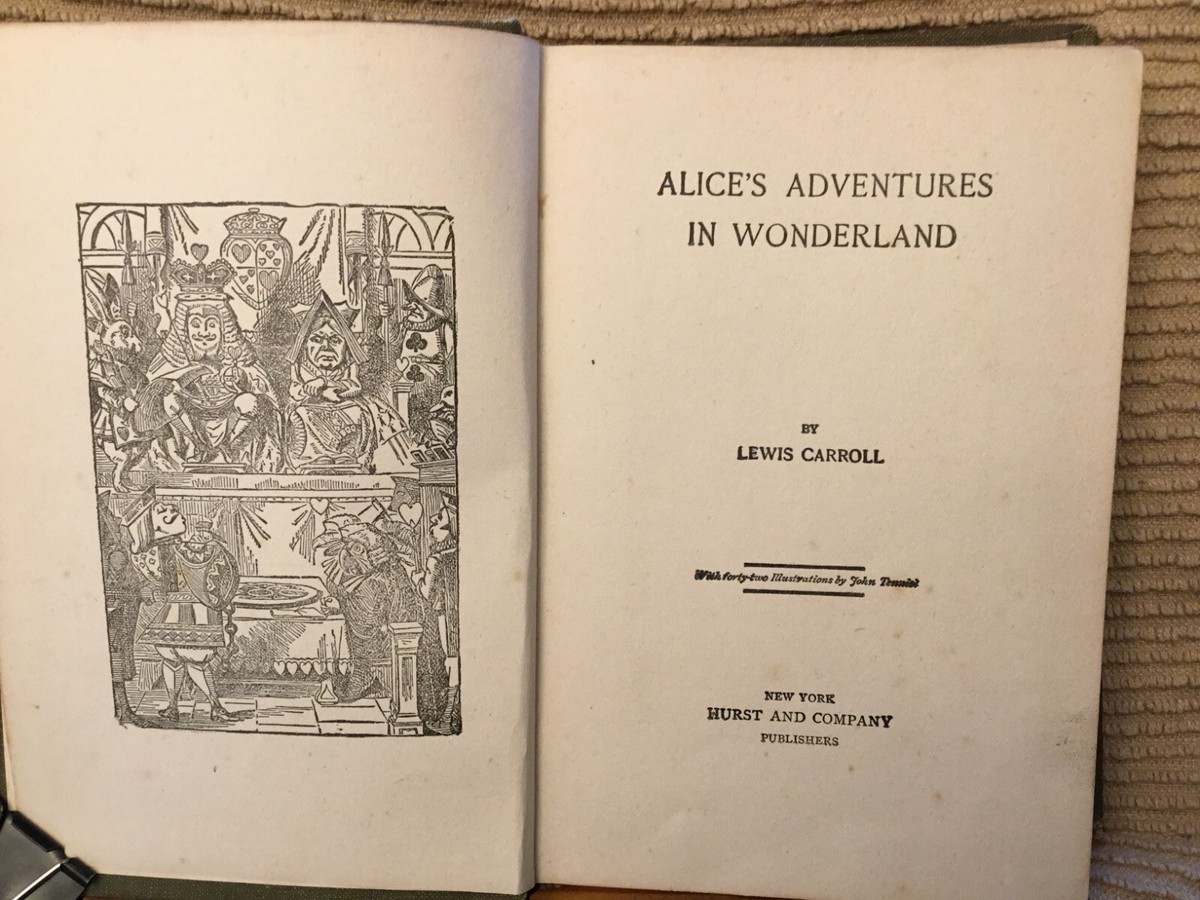 ALICE'S ADVENTURES
IN WONDERLAND
BY
LEWIS CARROLL
With forty-two Illustrations by John Tenniel
NEW YORK
HURST AND COMPANY
PUBLISHERS